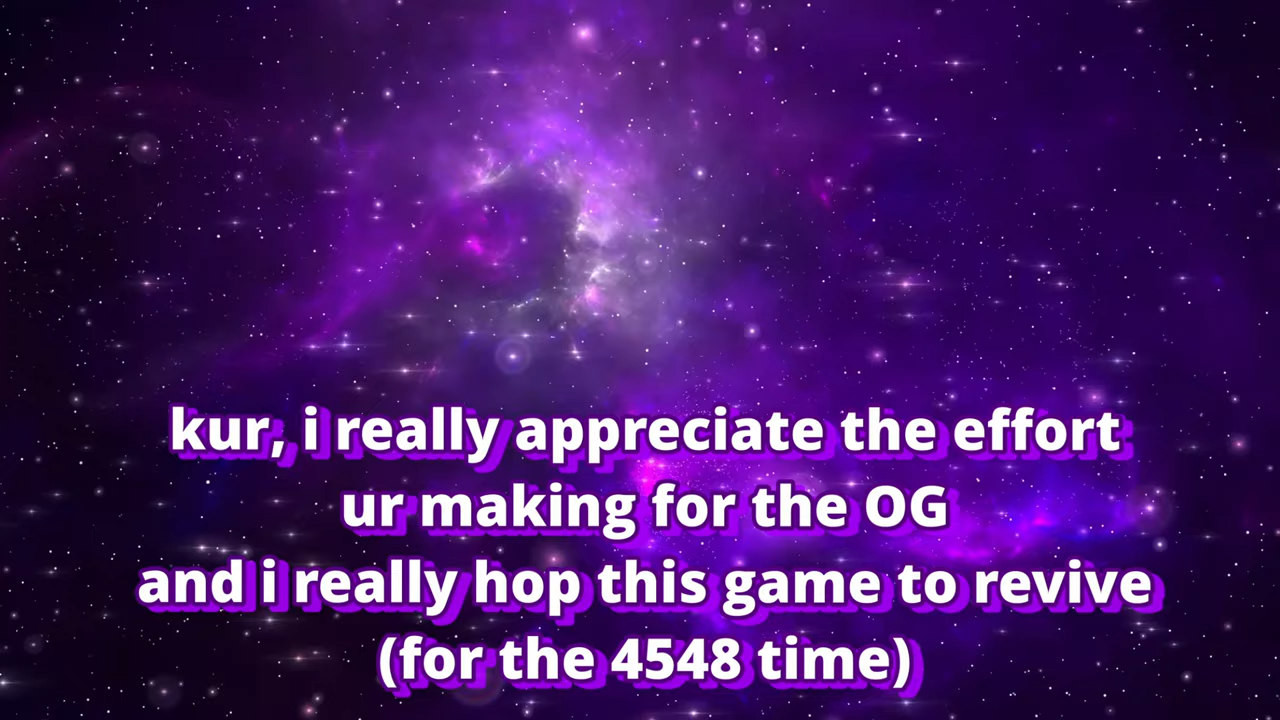 kur, i really appreciate the effort
ur making for the OG
and i really hop this game to revive
(for the 4548 time)